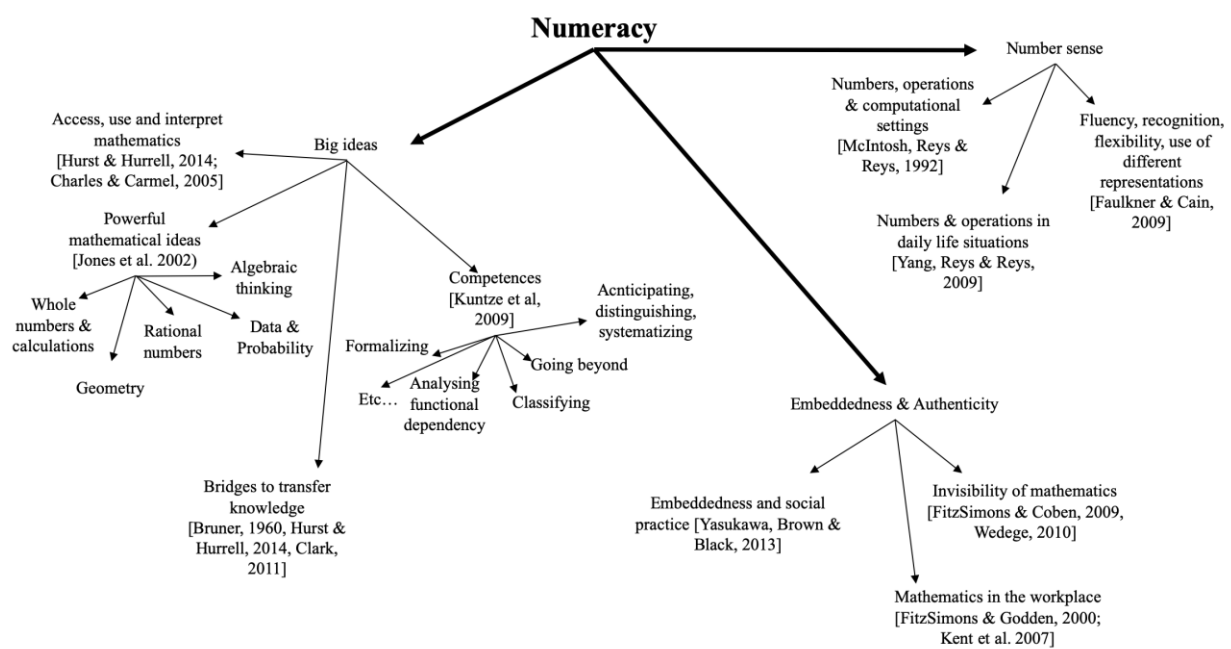 Numeracy
Number sense
Numbers, operations
& computational
settings
[McIntosh, Reys &
Reys, 1992]
Fluency, recognition,
flexibility, use of
different
representations
[Faulkner & Cain,
2009]
Numbers & operations in
daily life situations
[Yang, Reys & Reys,
2009]
Big ideas
Access, use and interpret
mathematics
[Hurst & Hurrell, 2014;
Charles & Carmel, 2005]
Powerful
mathematical ideas
[Jones et al. 2002)
Algebraic
thinking
Whole
numbers &
calculations
Rational
numbers
Data &
Probability
Geometry
Competences
[Kuntze et al,
2009]
Acnticipating,
distinguishing,
systematizing
Formalizing
Going beyond
Etc…
Analysing
functional
dependency
Classifying
Bridges to transfer
knowledge
[Bruner, 1960, Hurst &
Hurrell, 2014, Clark,
2011]
Embeddedness & Authenticity
Embeddedness and social
practice [Yasukawa, Brown &
Black, 2013]
Invisibility of mathematics
[FitzSimons & Coben, 2009,
Wedege, 2010]
Mathematics in the workplace
[FitzSimons & Godden, 2000;
Kent et al. 2007]